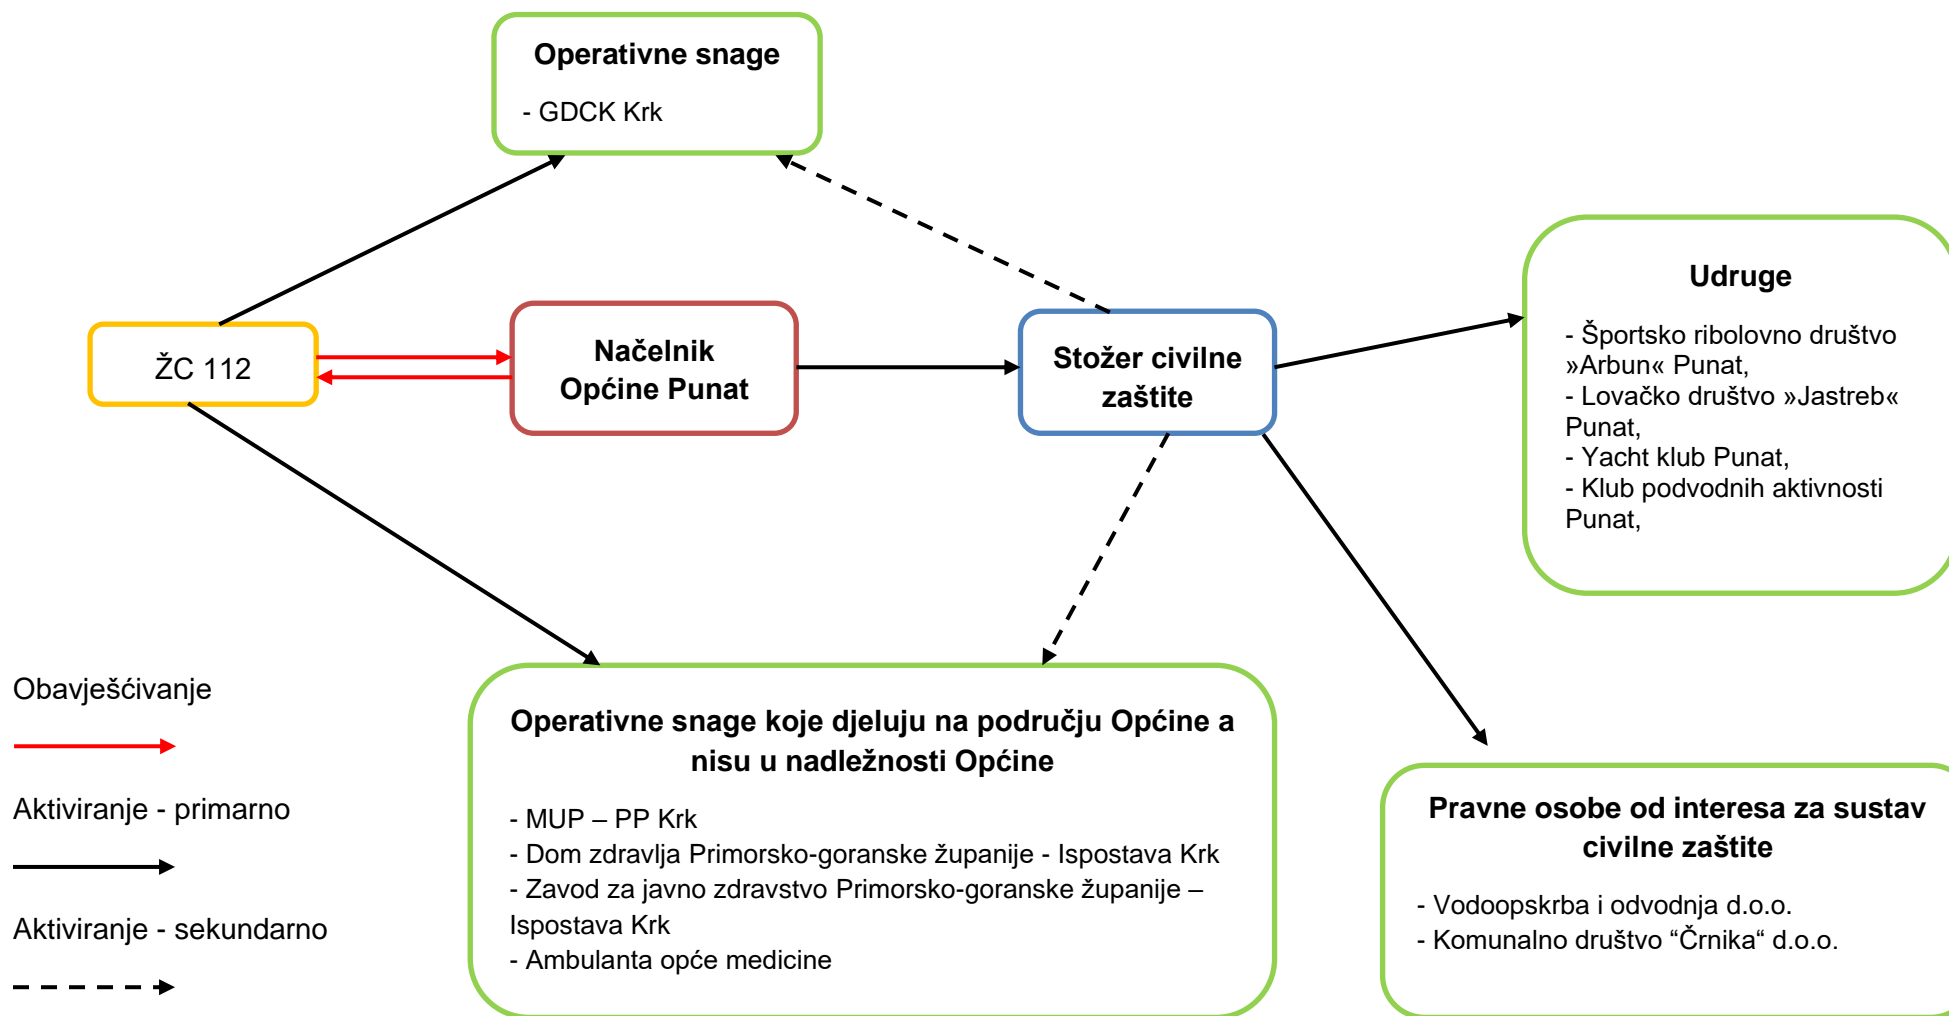 Operativne snage
- GDCK Krk
ŽC 112
Načelnik
Općine Punat
Stožer civilne
zaštite
Udruge
- Športsko ribolovno društvo
»Arbun« Punat,
- Lovačko društvo »Jastreb«
Punat,
- Yacht klub Punat,
- Klub podvodnih aktivnosti
Punat,
Obavješćivanje
Aktiviranje - primarno
Aktiviranje - sekundarno
Operativne snage koje djeluju na području Općine a
nisu u nadležnosti Općine
- MUP – PP Krk
- Dom zdravlja Primorsko-goranske županije - Ispostava Krk
- Zavod za javno zdravstvo Primorsko-goranske županije –
Ispostava Krk
- Ambulanta opće medicine
Pravne osobe od interesa za sustav
civilne zaštite
- Vodoopskrba i odvodnja d.o.o.
- Komunalno društvo “Črnika“ d.o.o.